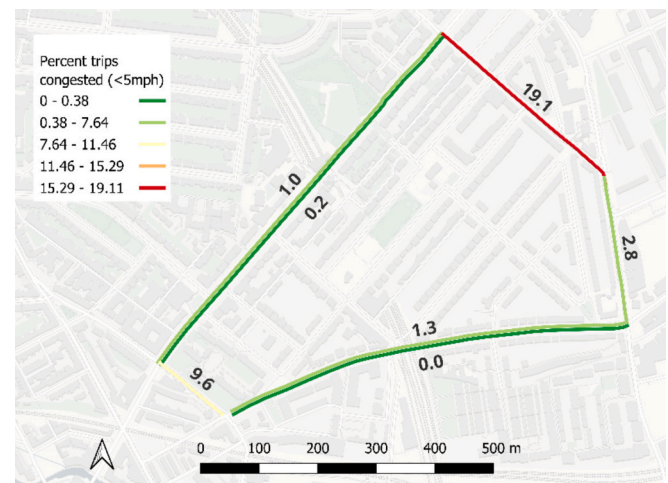 Percent trips
congested (<5mph)
0 - 0.38
0.38 - 7.64
7.64 - 11.46
11.46 - 15.29
15.29 - 19.11
19.1
1.0
0.2
2.8
1.3
0.0
9.6
0 100 200 300 400 500 m